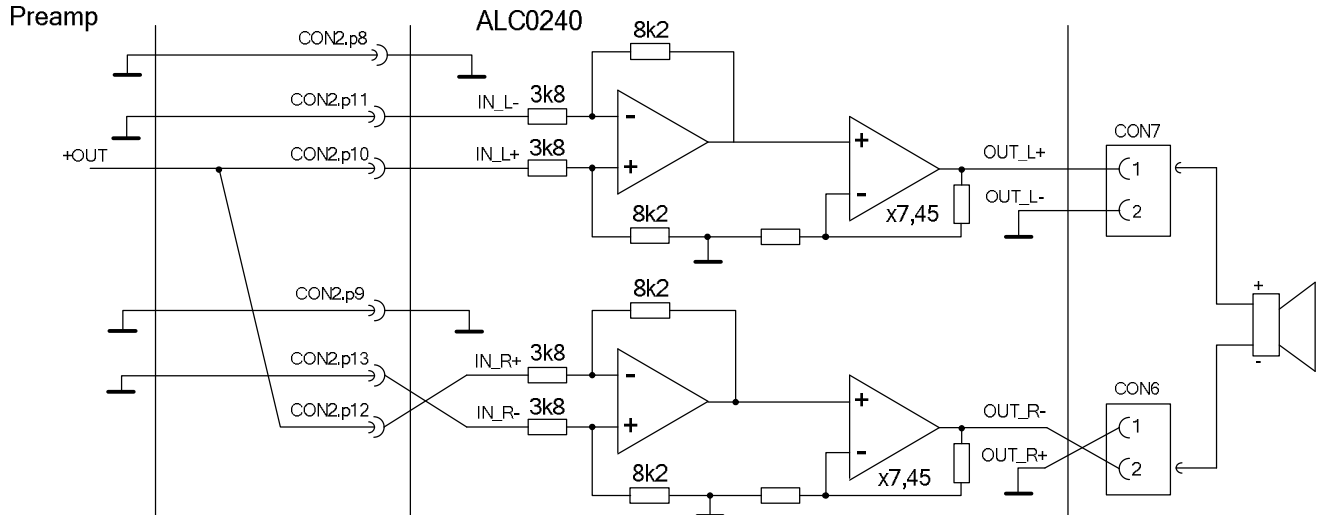 Preamp
ALC0240
CON2.p8
8k2
CON2.p11
IN_L-
3k8
-
+OUT
CON2.p10
IN_L+
3k8
+
+
-
x7,45
8k2
OUT_L+
OUT_L-
CON7
1
2
CON2.p9
8k2
+
-
CON2.p13
IN_R+
3k8
-
CON2.p12
IN_R-
3k8
+
+
-
x7,45
8k2
OUT_R-
OUT_R+
CON6
1
2